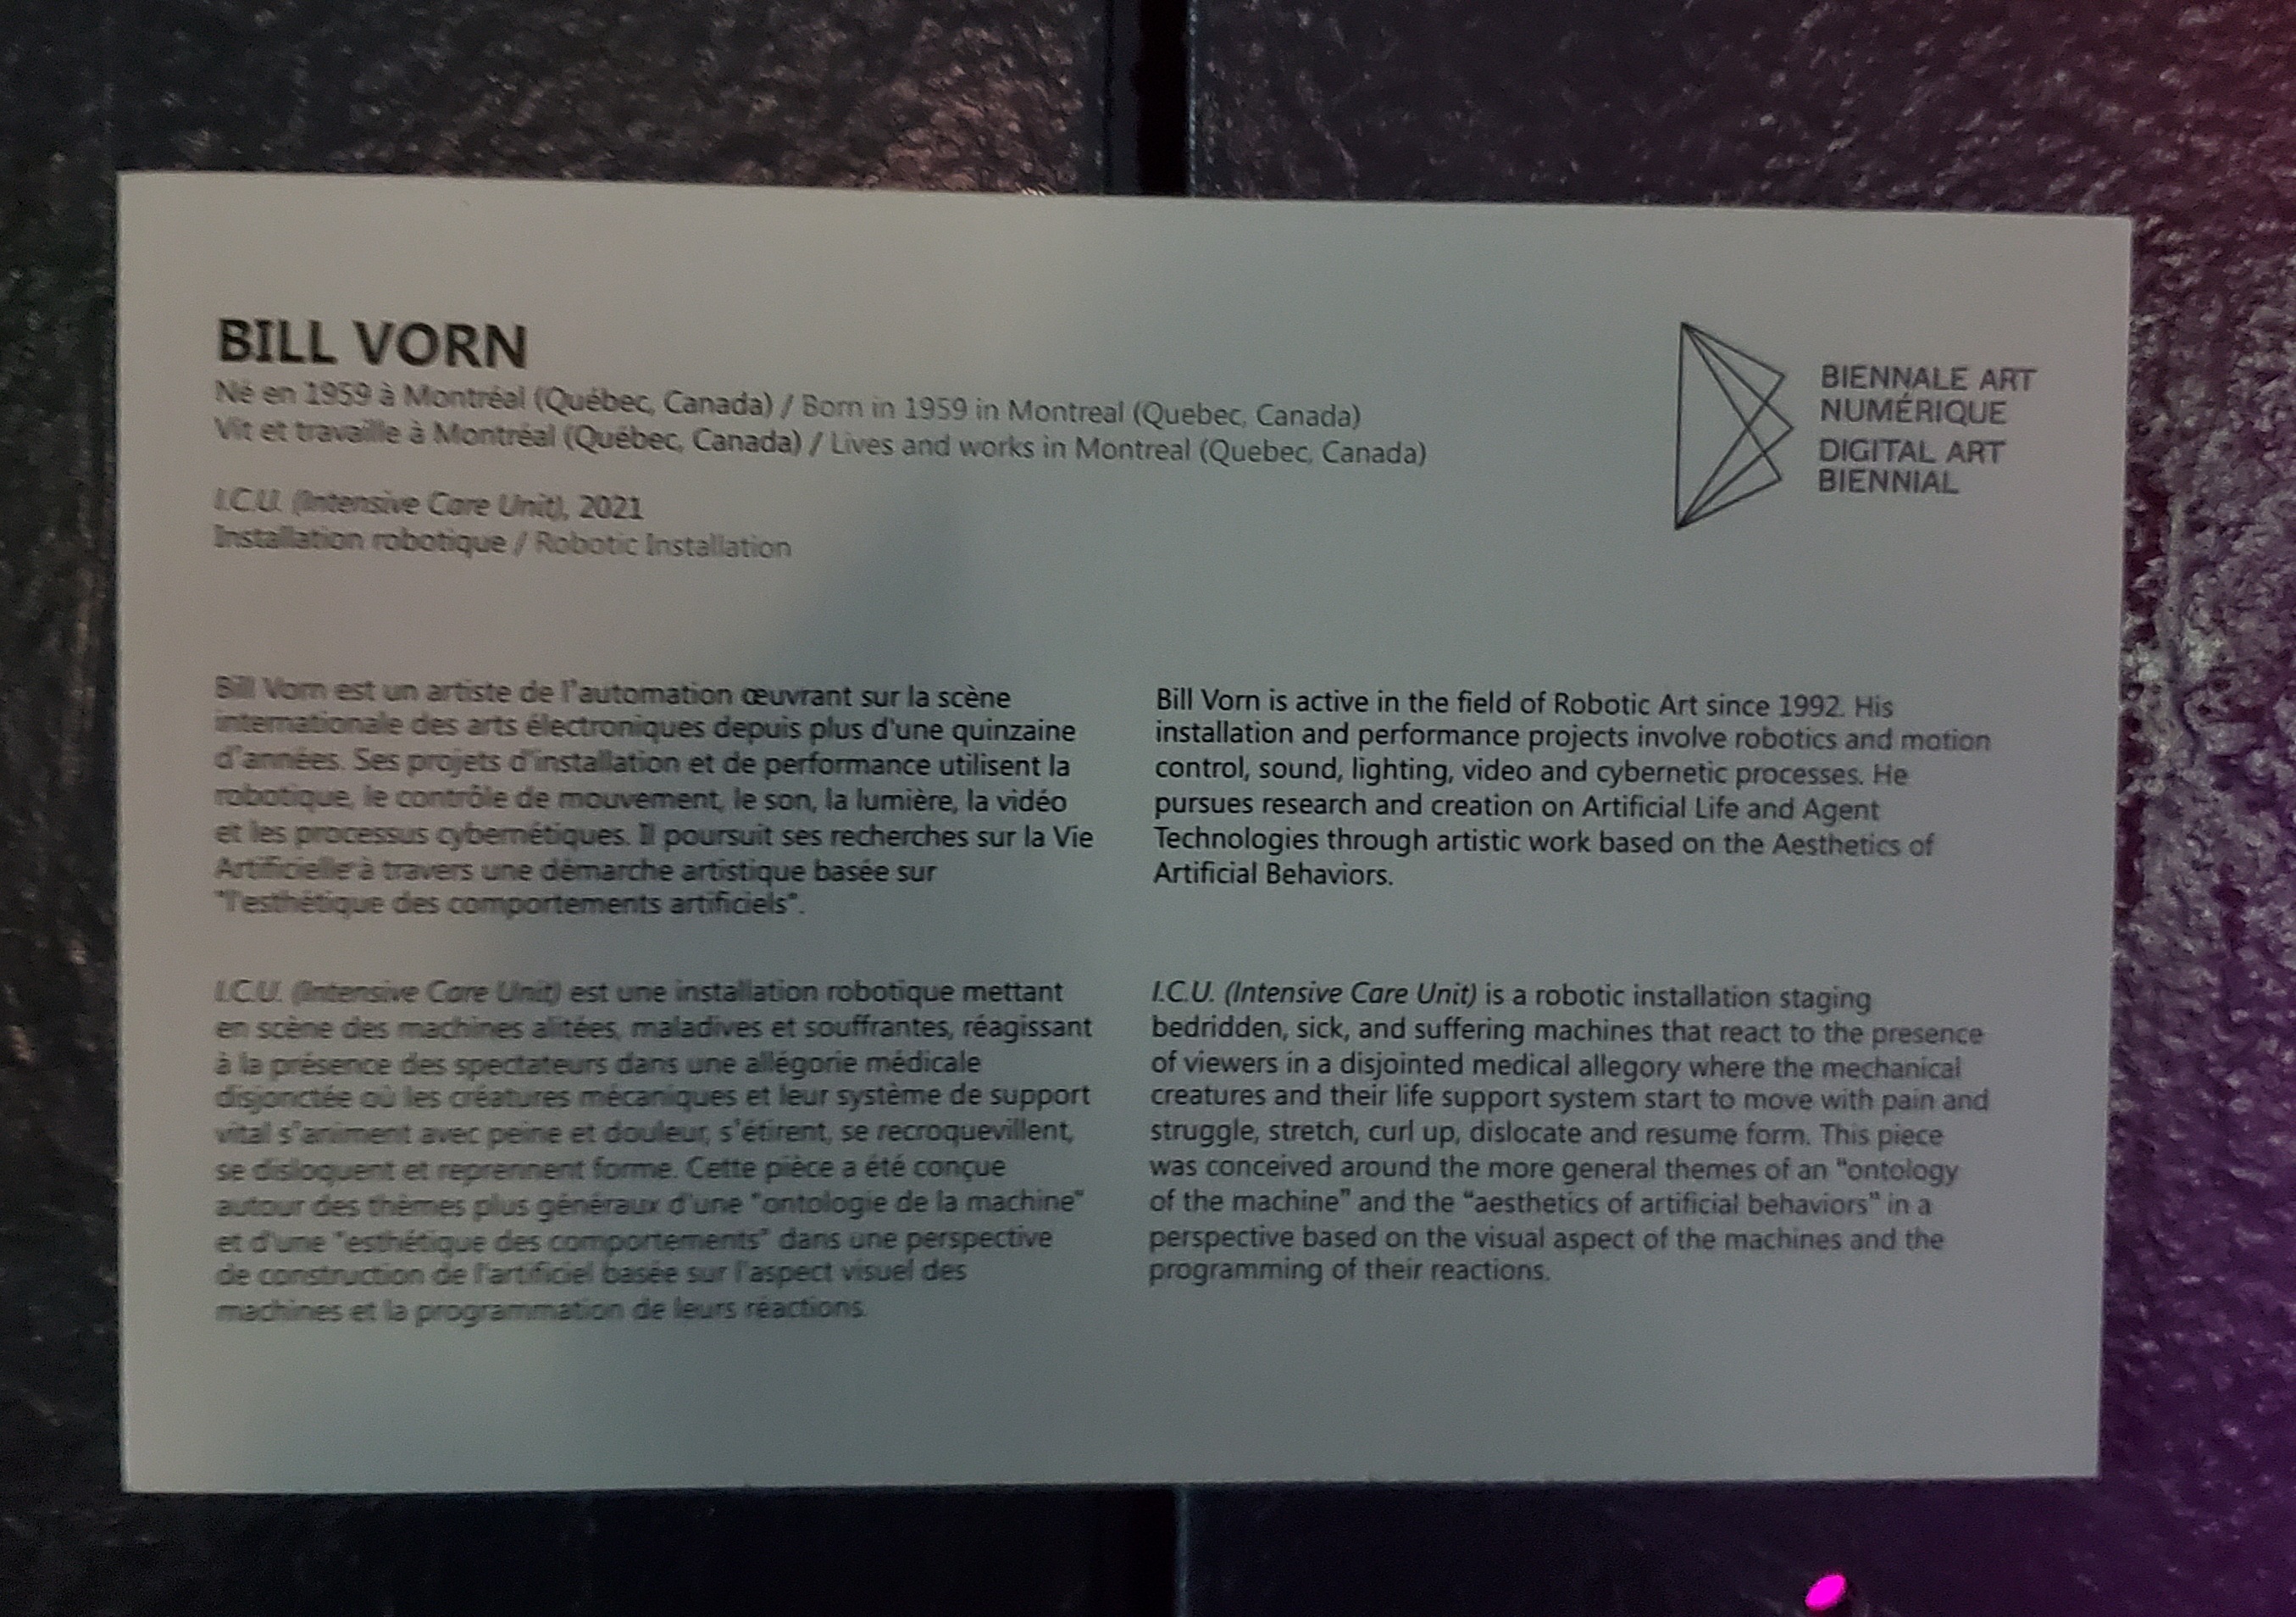 BILL VORN
Né en 1959 à Montréal (Québec, Canada) / Born in 1959 in Montreal (Quebec, Canada)
Vit et travaille à Montréal (Québec, Canada) / Lives and works in Montreal (Quebec, Canada)
I.C.U. (Intensive Care Unit), 2021
Installation robotique / Robotic Installation
BIENNALE ART
NUMÉRIQUE
DIGITAL ART
BIENNIAL
Bill Vorn est un artiste de l'automation œuvrant sur la scène
internationale des arts électroniques depuis plus d'une quinzaine
d'années. Ses projets d'installation et de performance utilisent la
robotique, le contrôle de mouvement, le son, la lumière, la vidéo
et les processus cybernétiques. Il poursuit ses recherches sur la Vie
Artificielle à travers une démarche artistique basée sur
"l'esthétique des comportements artificiels".
I.C.U. (Intensive Care Unit) est une installation robotique mettant
en scène des machines alitées, maladives et souffrantes, réagissant
à la présence des spectateurs dans une allégorie médicale
disjonctée où les créatures mécaniques et leur système de support
vital s'animent avec peine et douleur, s'étirent, se recroquevillent,
se disloquent et reprennent forme. Cette pièce a été conçue
autour des thèmes plus généraux d'une "ontologie de la machine"
et d'une "esthétique des comportements" dans une perspective
de construction de l'artificiel basée sur l'aspect visuel des
machines et la programmation de leurs réactions.
Bill Vorn is active in the field of Robotic Art since 1992. His
installation and performance projects involve robotics and motion
control, sound, lighting, video and cybernetic processes. He
pursues research and creation on Artificial Life and Agent
Technologies through artistic work based on the Aesthetics of
Artificial Behaviors.
I.C.U. (Intensive Care Unit) is a robotic installation staging
bedridden, sick, and suffering machines that react to the presence
of viewers in a disjointed medical allegory where the mechanical
creatures and their life support system start to move with pain and
struggle, stretch, curl up, dislocate and resume form. This piece
was conceived around the more general themes of an "ontology
of the machine" and the "aesthetics of artificial behaviors" in a
perspective based on the visual aspect of the machines and the
programming of their reactions.